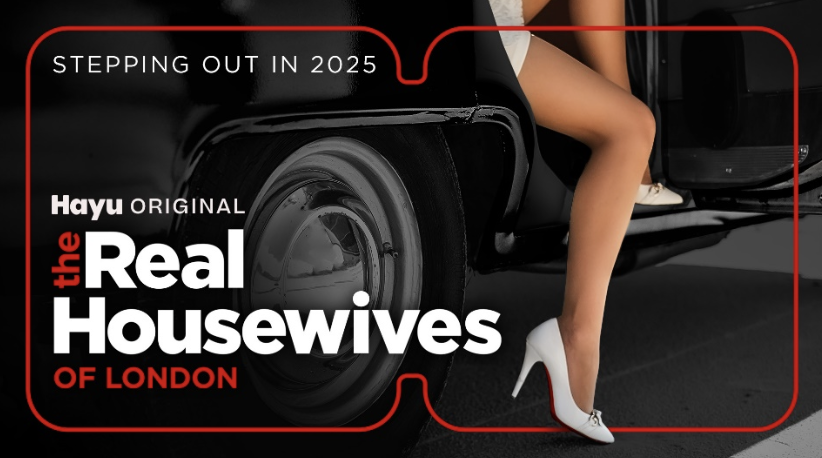 STEPPING OUT IN 2025
Hayu ORIGINAL
the Real
Housewives
OF LONDON